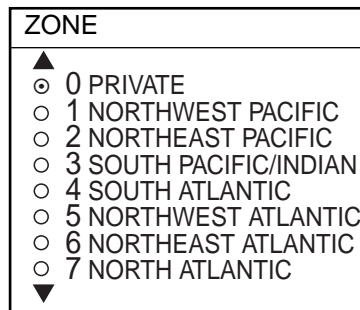 ZONE
0 PRIVATE
1 NORTHWEST PACIFIC
2 NORTHEAST PACIFIC
3 SOUTH PACIFIC/INDIAN
4 SOUTH ATLANTIC
5 NORTHWEST ATLANTIC
6 NORTHEAST ATLANTIC
7 NORTH ATLANTIC